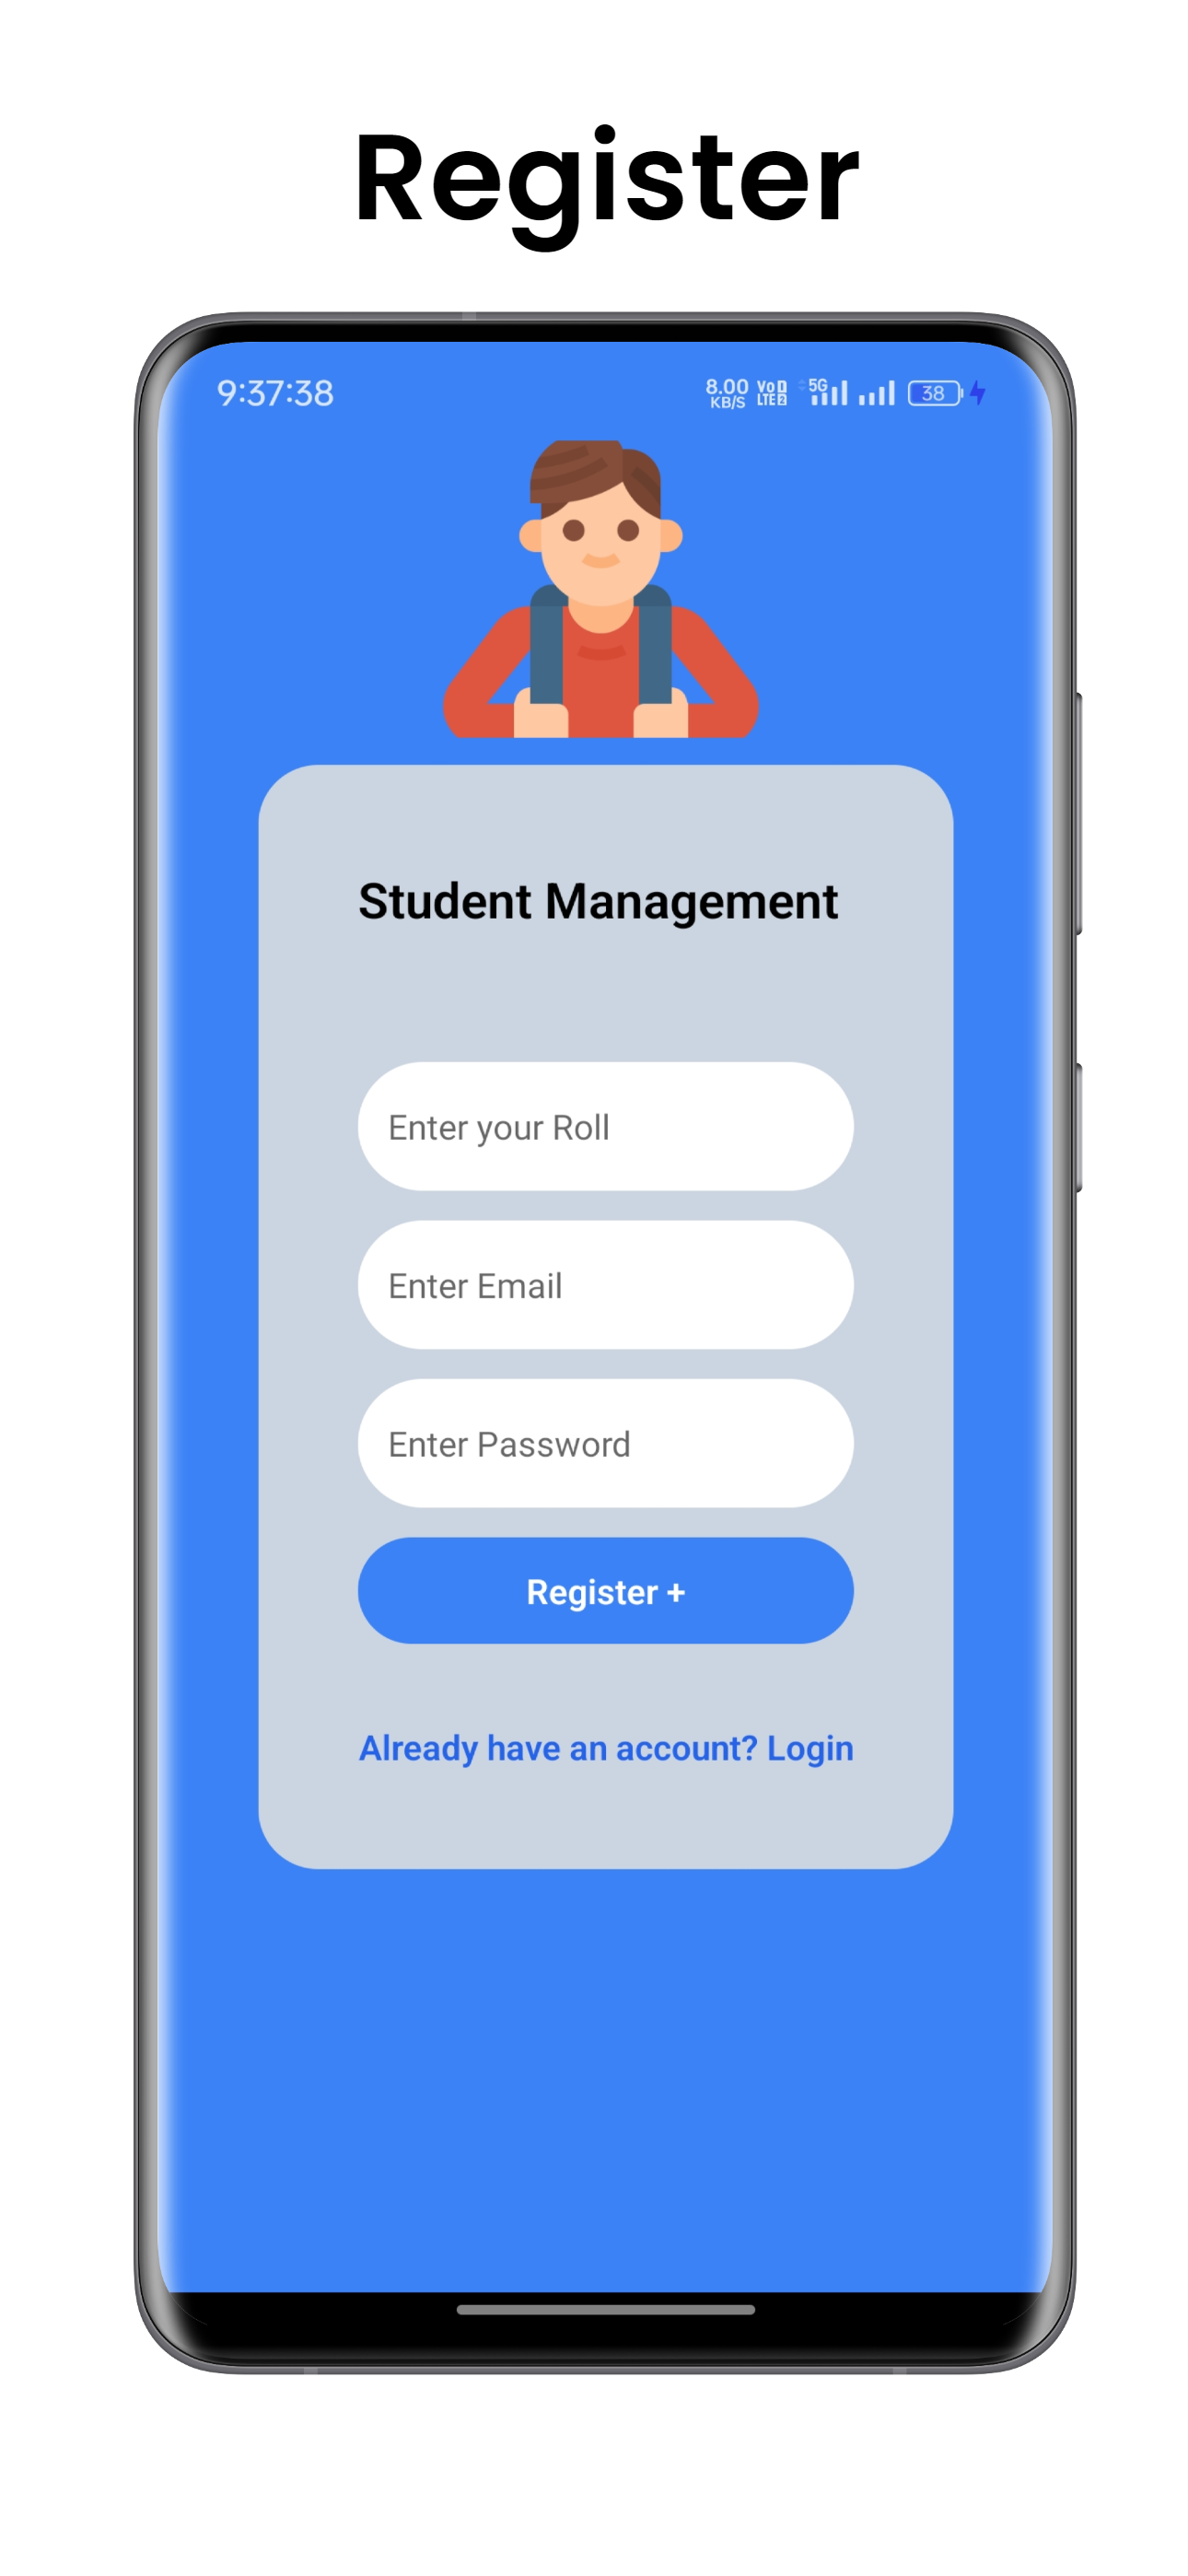 Register
9:37:38 8.00 KB/S Vo LTE 2 5G 38
Student Management
Enter your Roll
Enter Email
Enter Password
Register +
Already have an account? Login